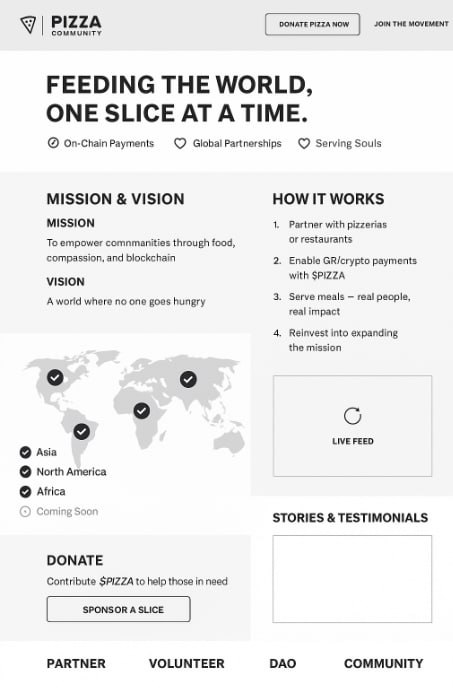 PIZZA
COMMUNITY
DONATE PIZZA NOW
JOIN THE MOVEMENT
FEEDING THE WORLD,
ONE SLICE AT A TIME.
On-Chain Payments
Global Partnerships
Serving Souls
MISSION & VISION
MISSION
To empower comnmanities through food,
compassion, and blockchain
VISION
A world where no one goes hungry
HOW IT WORKS
1. Partner with pizzerias
or restaurants
2. Enable GR/crypto payments
with $PIZZA
3. Serve meals — real people,
real impact
4. Reinvest into expanding
the mission
Asia
North America
Africa
Coming Soon
LIVE FEED
STORIES & TESTIMONIALS
DONATE
Contribute $PIZZA to help those in need
SPONSOR A SLICE
PARTNER
VOLUNTEER
DAO
COMMUNITY